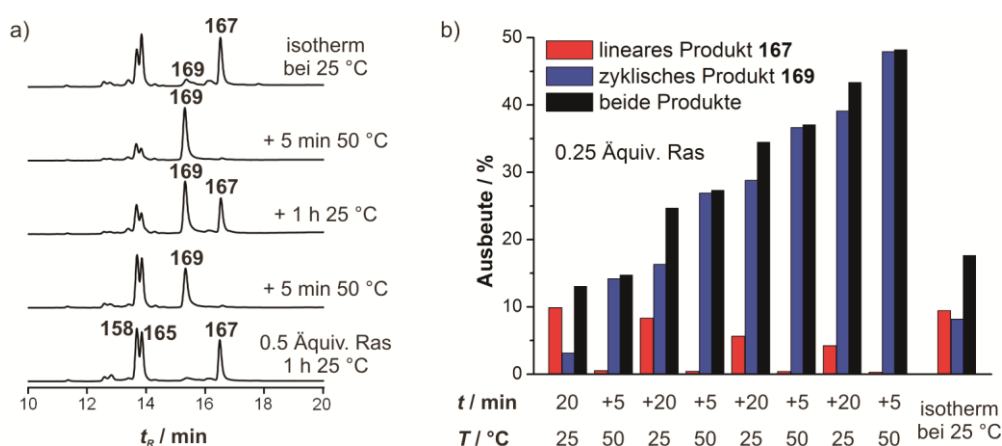 a)
167
isotherm
bei 25 °C
169
169
+ 5 min 50 °C
169
167
+ 1 h 25 °C
169
+ 5 min 50 °C
158
165
167
0.5 Äquiv. Ras
1 h 25 °C
10 12 14 16 18 20
t_R / min
b)
50
40
30
20
10
0
Ausbeute / %
lineares Produkt 167
zyklisches Produkt 169
beide Produkte
0.25 Äquiv. Ras
t / min 20 +5 +20 +5 +20 +5 +20 +5 isotherm
T / °C 25 50 25 50 25 50 25 50 bei 25 °C